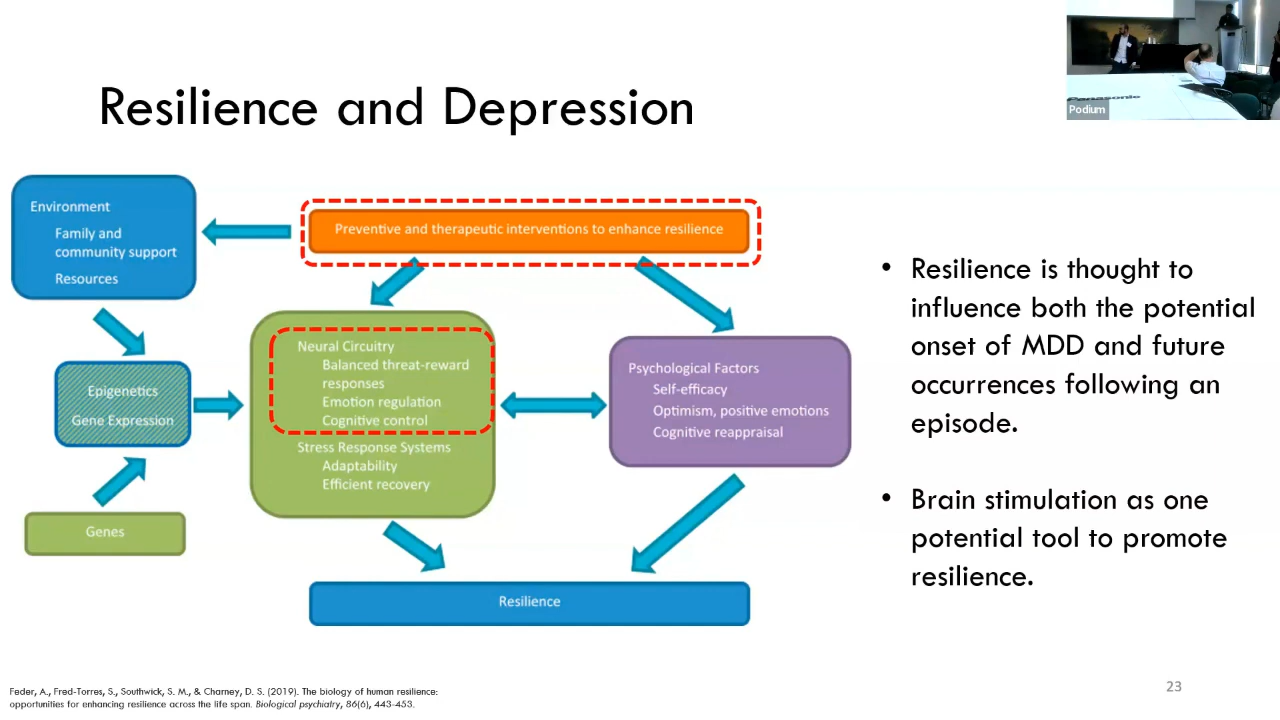 Panasonic
Podium
Resilience and Depression
Environment
Family and
community support
Resources
Preventive and therapeutic interventions to enhance resilience
Neural Circuitry
Balanced threat-reward
responses
Emotion regulation
Cognitive control
Stress Response Systems
Adaptability
Efficient recovery
Psychological Factors
Self-efficacy
Optimism, positive emotions
Cognitive reappraisal
Epigenetics
Gene Expression
Genes
Resilience
• Resilience is thought to
influence both the potential
onset of MDD and future
occurrences following an
episode.
• Brain stimulation as one
potential tool to promote
resilience.
Feder, A., Fred-Torres, S., Southwick, S. M., & Charney, D. S. (2019). The biology of human resilience:
opportunities for enhancing resilience across the life span. Biological psychiatry, 86(6), 443-453.
23